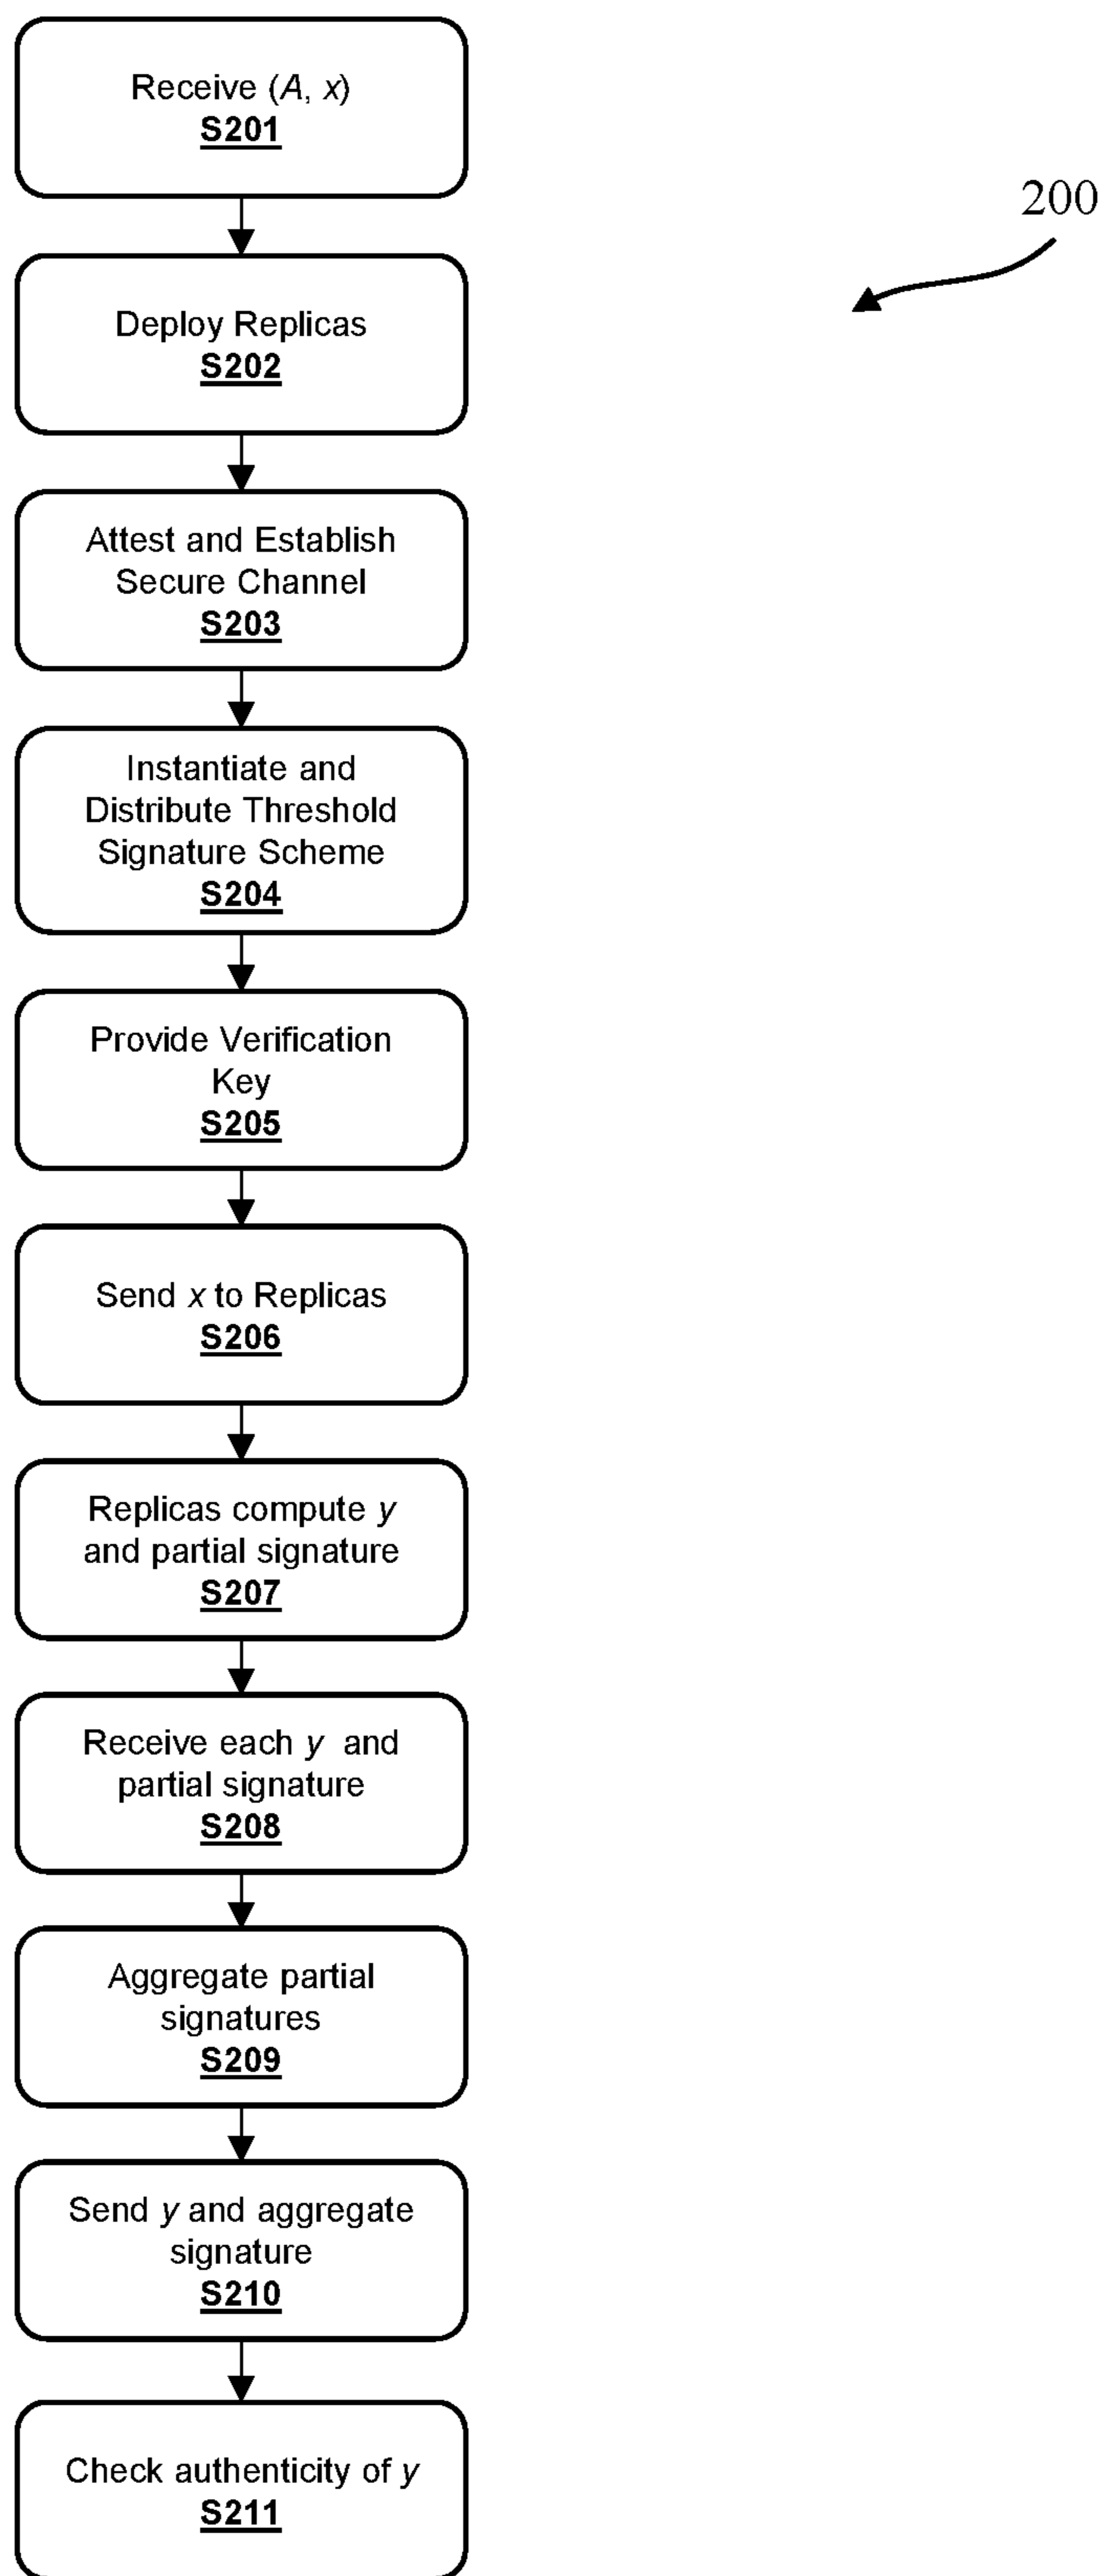 Receive (A, x)
S201
200
Deploy Replicas
S202
Attest and Establish
Secure Channel
S203
Instantiate and
Distribute Threshold
Signature Scheme
S204
Provide Verification
Key
S205
Send x to Replicas
S206
Replicas compute y
and partial signature
S207
Receive each y and
partial signature
S208
Aggregate partial
signatures
S209
Send y and aggregate
signature
S210
Check authenticity of y
S211